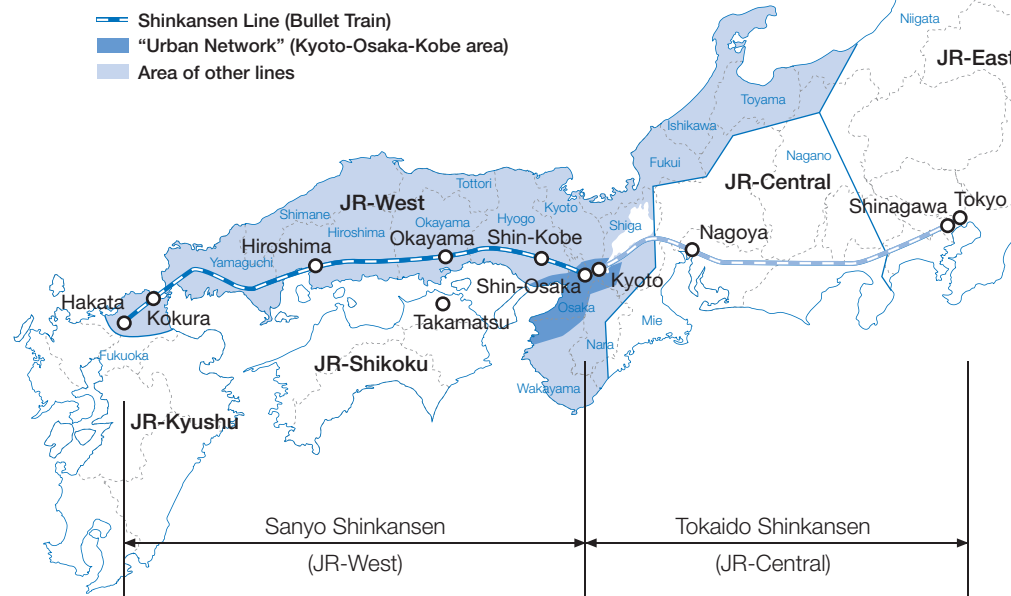 Shinkansen Line (Bullet Train)
“Urban Network” (Kyoto-Osaka-Kobe area)
Area of other lines
Niigata
JR-East
Toyama
Ishikawa
Fukui
Nagano
JR-Central
Tottori
JR-West
Shimane
Hiroshima
Okayama
Hyogo
Kyoto
Shiga
Shinagawa
Tokyo
Nagoya
Hiroshima
Okayama
Shin-Kobe
Yamaguchi
Shin-Osaka
Kyoto
Hakata
Kokura
Takamatsu
Osaka
Mie
Nara
Fukuoka
JR-Shikoku
Wakayama
JR-Kyushu
Sanyo Shinkansen
(JR-West)
Tokaido Shinkansen
(JR-Central)